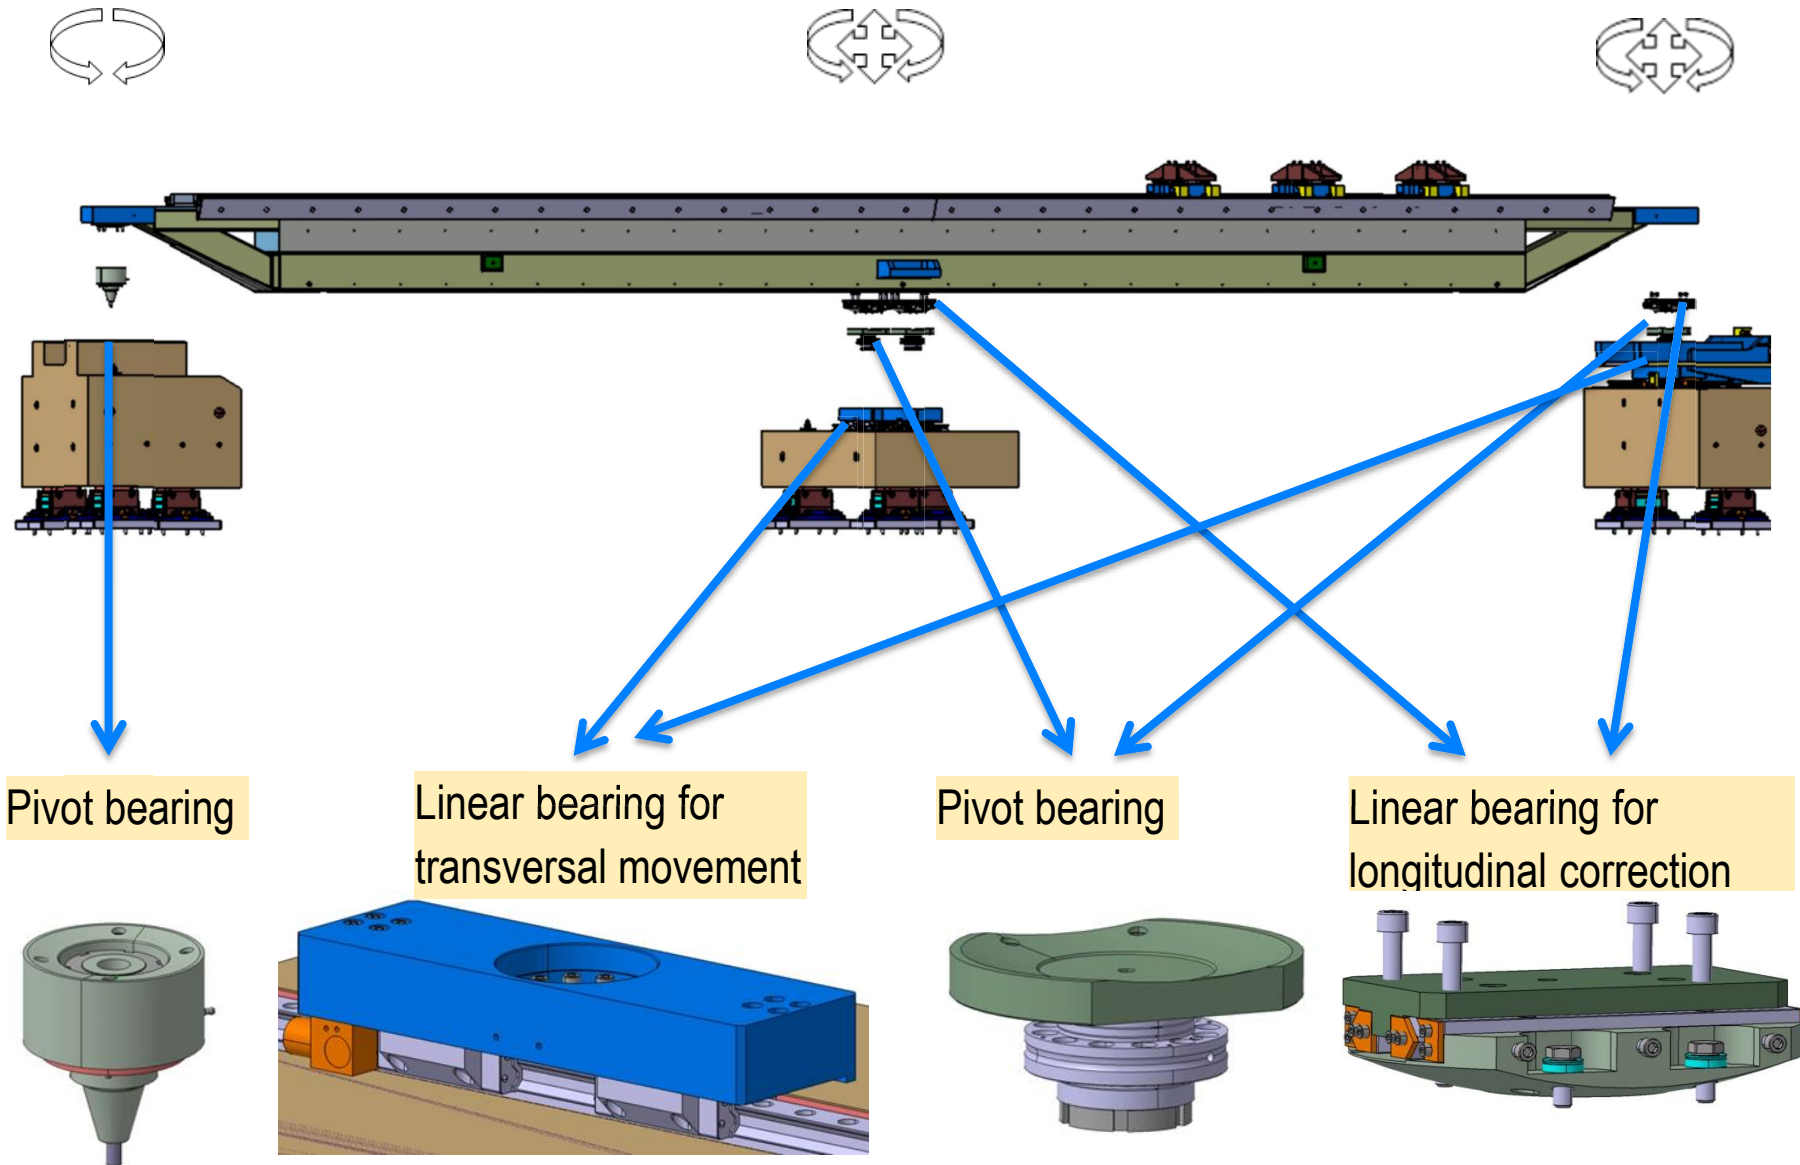 Pivot bearing
Linear bearing for
transversal movement
Pivot bearing
Linear bearing for
longitudinal correction